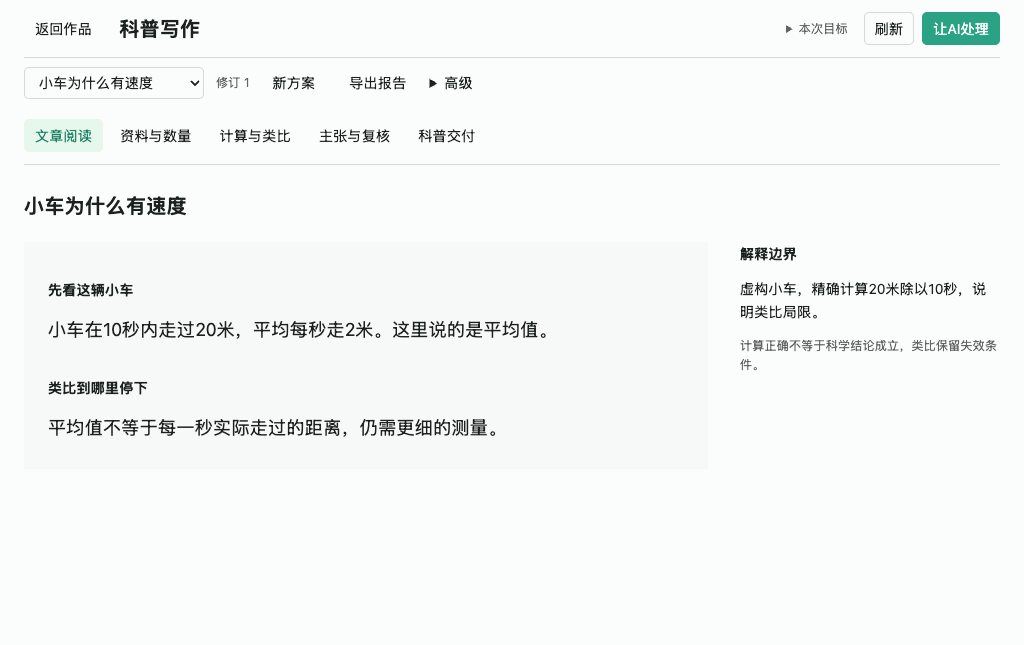 返回作品
科普写作
本次目标
刷新
让AI处理
小车为什么有速度
修订 1
新方案
导出报告
高级
文章阅读
资料与数量
计算与类比
主张与复核
科普交付
小车为什么有速度
先看这辆小车
小车在10秒内走过20米，平均每秒走2米。这里说的是平均值。
类比到哪里停下
平均值不等于每一秒实际走过的距离，仍需更细的测量。
解释边界
虚构小车，精确计算20米除以10秒，说
明类比局限。
计算正确不等于科学结论成立，类比保留失效条
件。